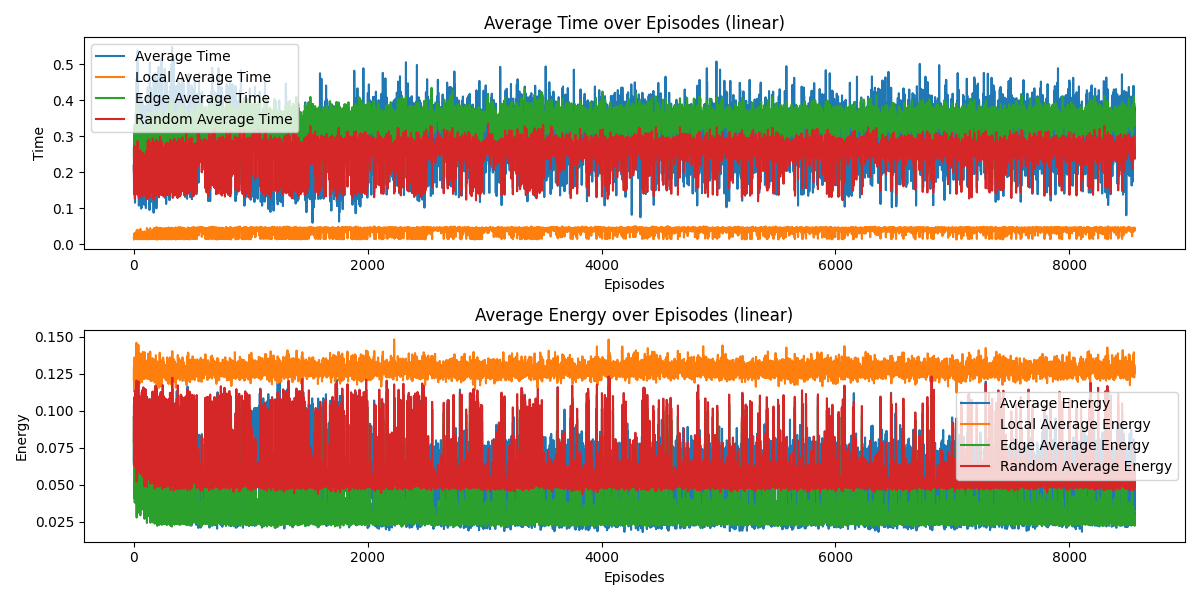 Average Time over Episodes (linear)
Time
0.5
0.4
0.3
0.2
0.1
0.0
Average Time
Local Average Time
Edge Average Time
Random Average Time
0
2000
4000
6000
8000
Episodes
Average Energy over Episodes (linear)
Energy
0.150
0.125
0.100
0.075
0.050
0.025
Average Energy
Local Average Energy
Edge Average Energy
Random Average Energy
0
2000
4000
6000
8000
Episodes